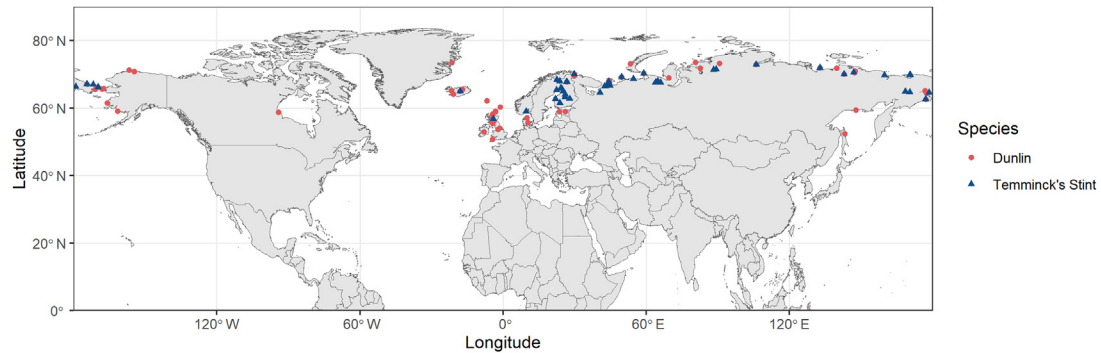 80° N
60° N
40° N
20° N
0°
Latitude
120° W
60° W
0°
60° E
120° E
Longitude
Species
Dunlin
Temminck's Stint